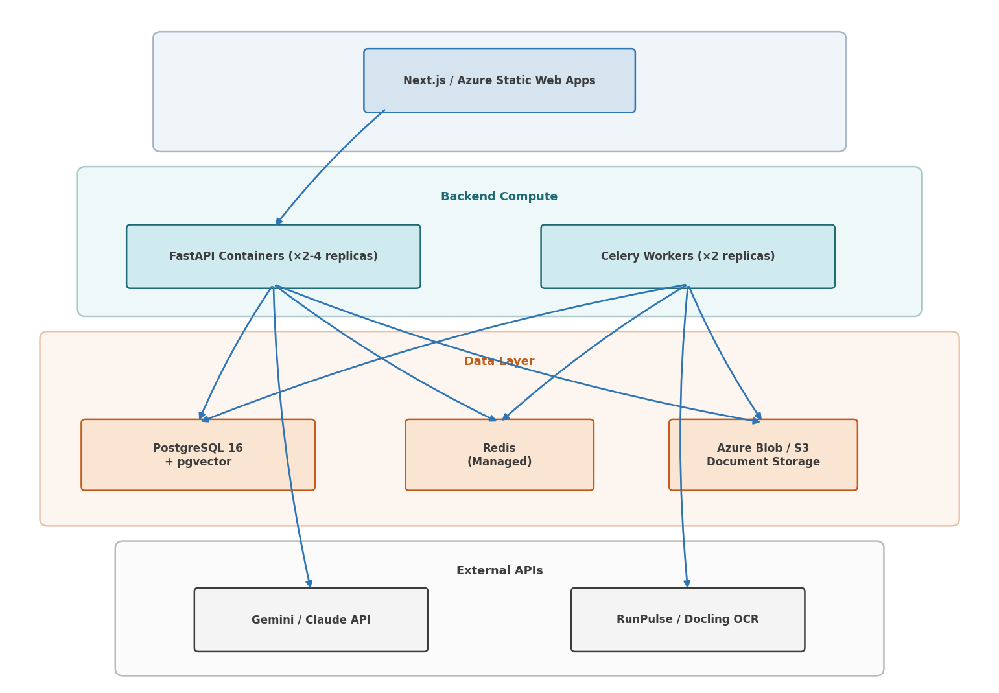 Next.js / Azure Static Web Apps
Backend Compute
FastAPI Containers (×2-4 replicas)
Celery Workers (×2 replicas)
Data Layer
PostgreSQL 16
+ pgvector
Redis
(Managed)
Azure Blob / S3
Document Storage
External APIs
Gemini / Claude API
RunPulse / Docling OCR